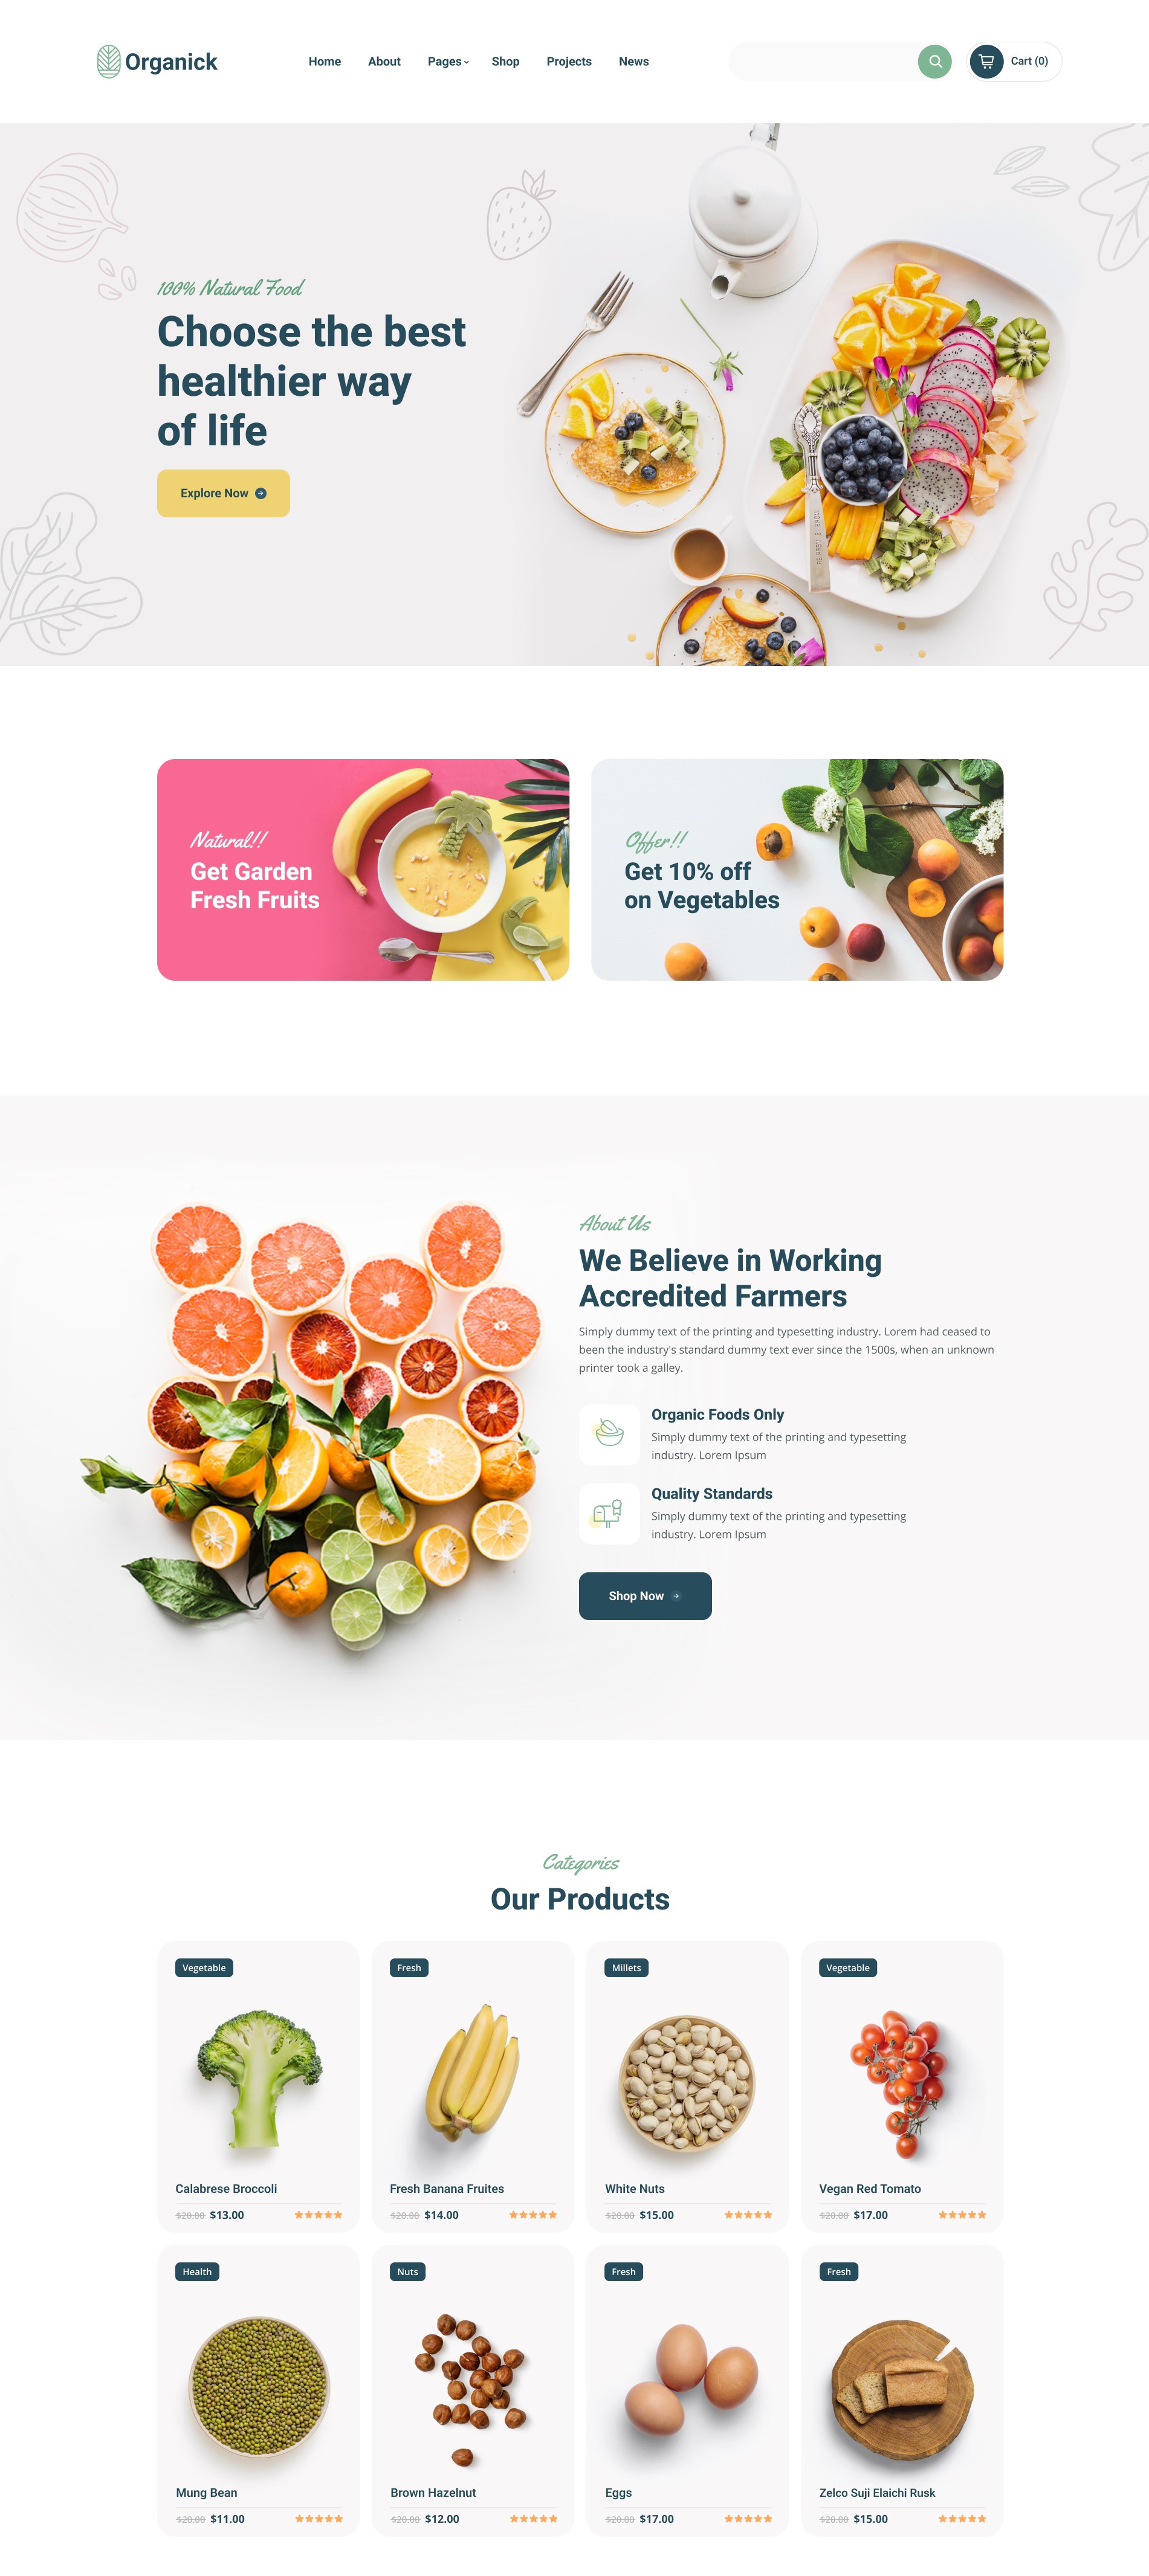 Organick
Home
About
Pages
Shop
Projects
News
Cart (0)
100% Natural Food
Choose the best
healthier way
of life
Explore Now
Natural!!
Get Garden
Fresh Fruits
Offer!!
Get 10% off
on Vegetables
About Us
We Believe in Working
Accredited Farmers
Simply dummy text of the printing and typesetting industry. Lorem had ceased to
been the industry's standard dummy text ever since the 1500s, when an unknown
printer took a galley.
Organic Foods Only
Simply dummy text of the printing and typesetting
industry. Lorem Ipsum
Quality Standards
Simply dummy text of the printing and typesetting
industry. Lorem Ipsum
Shop Now
Categories
Our Products
Vegetable
Calabrese Broccoli
$20.00 $13.00
Fresh
Fresh Banana Fruites
$20.00 $14.00
Millets
White Nuts
$20.00 $15.00
Vegetable
Vegan Red Tomato
$20.00 $17.00
Health
Mung Bean
$20.00 $11.00
Nuts
Brown Hazelnut
$20.00 $12.00
Fresh
Eggs
$20.00 $17.00
Fresh
Zelco Suji Elaichi Rusk
$20.00 $15.00